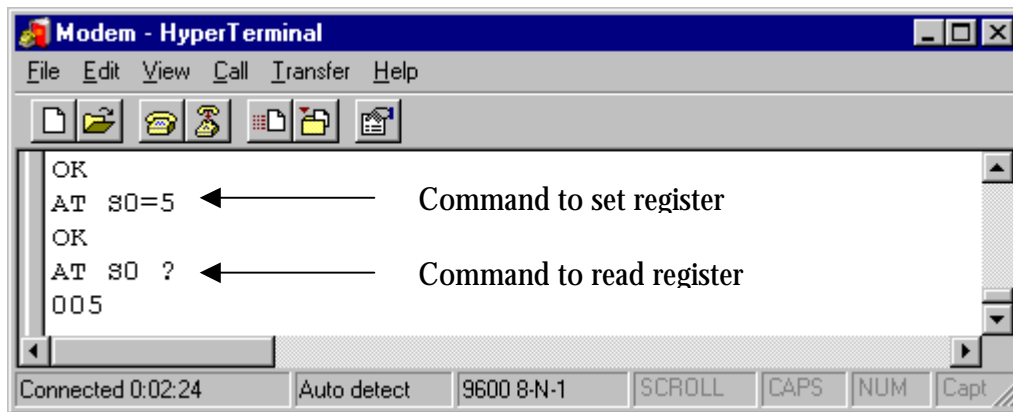 Modem - HyperTerminal
File Edit View Call Transfer Help
OK
AT S0=5 Command to set register
OK
AT S0 ? Command to read register
005
Connected 0:02:24 Auto detect 9600 8-N-1 SCROLL CAPS NUM Capt